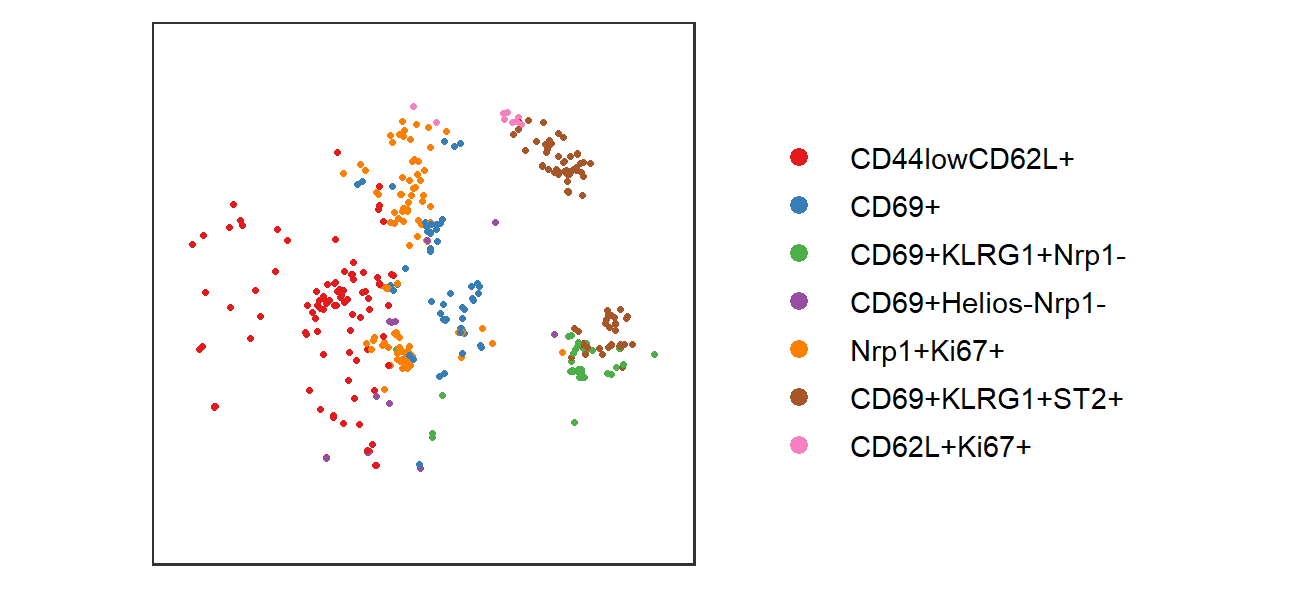 CD44lowCD62L+
CD69+
CD69+KLRG1+Nrp1-
CD69+Helios-Nrp1-
Nrp1+Ki67+
CD69+KLRG1+ST2+
CD62L+Ki67+